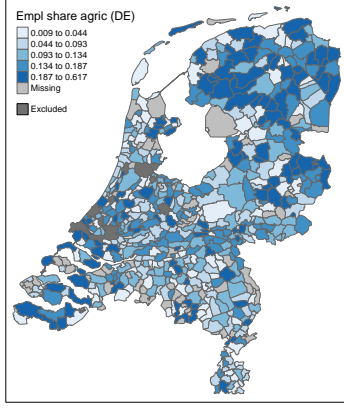 Empl share agric (DE)
0.009 to 0.044
0.044 to 0.093
0.093 to 0.134
0.134 to 0.187
0.187 to 0.617
Missing
Excluded